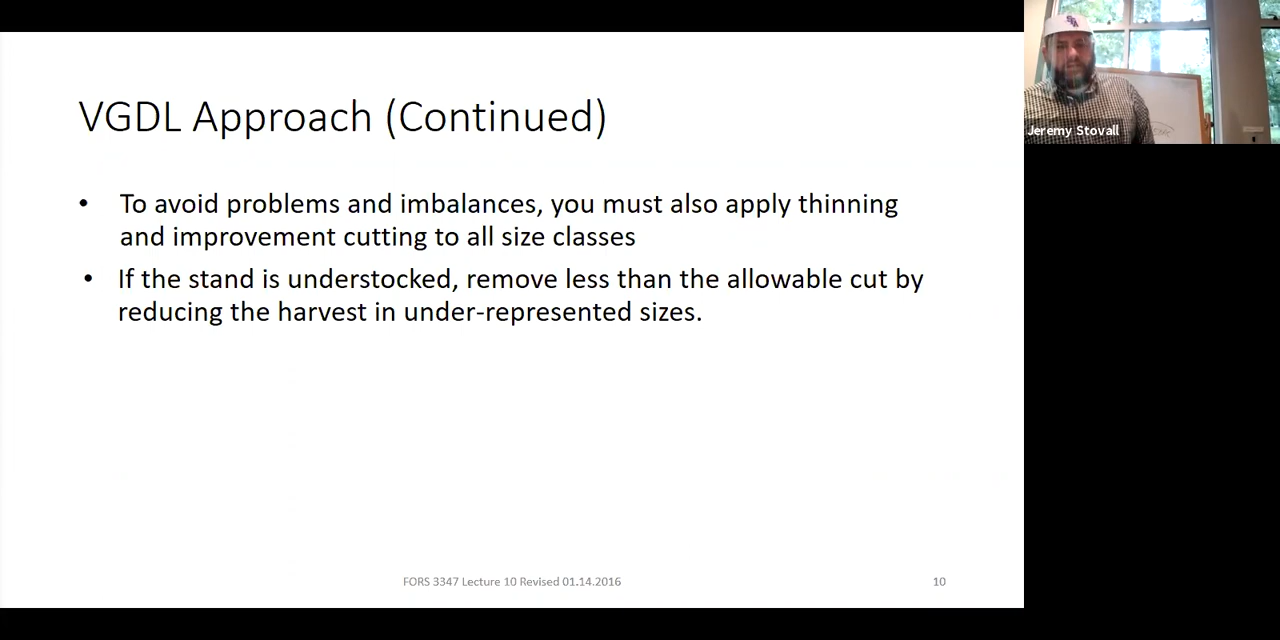 VGDL Approach (Continued)
• To avoid problems and imbalances, you must also apply thinning
and improvement cutting to all size classes
• If the stand is understocked, remove less than the allowable cut by
reducing the harvest in under-represented sizes.
FORS 3347 Lecture 10 Revised 01.14.2016
10
Jeremy Stovall